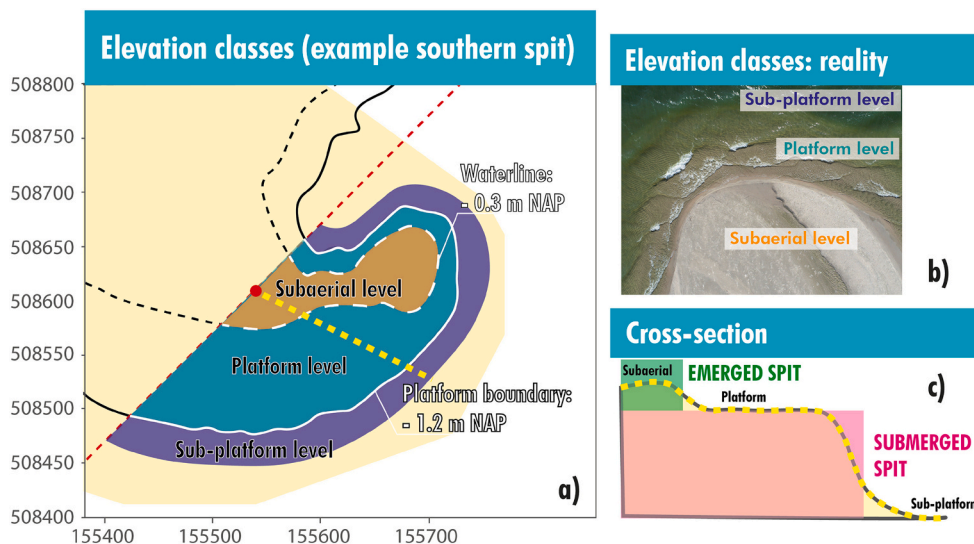 Elevation classes (example southern spit)
508800
508750
508700
508650
508600
508550
508500
508450
508400
155400
155500
155600
155700
Waterline:
- 0.3 m NAP
Subaerial level
Platform level
Platform boundary:
- 1.2 m NAP
Sub-platform level
a)
Elevation classes: reality
Sub-platform level
Platform level
Subaerial level
b)
Cross-section
Subaerial
EMERGED SPIT
Platform
c)
SUBMERGED
SPIT
Sub-platform